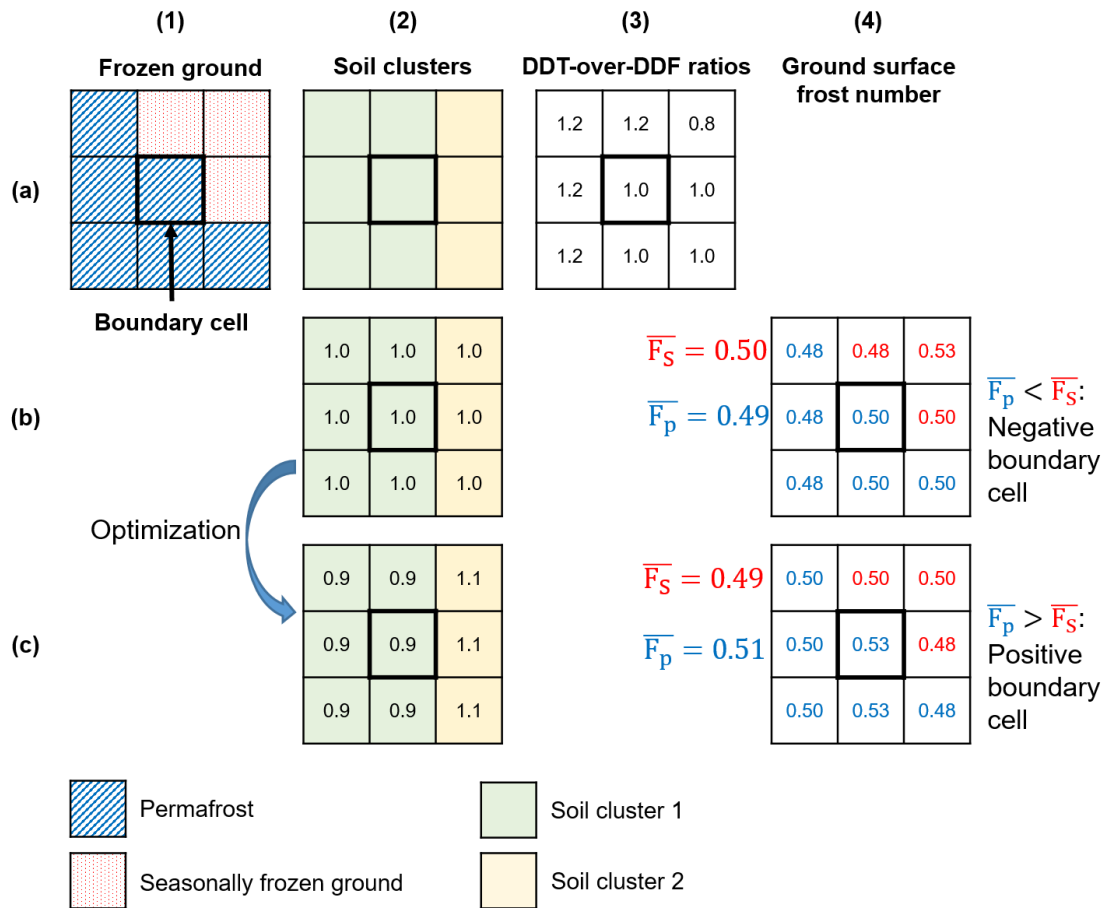 (1) (2) (3) (4)
Frozen ground Soil clusters DDT-over-DDF ratios Ground surface
frost number
(a)
1.2 1.2 0.8
1.2 1.0 1.0
1.2 1.0 1.0
Boundary cell
(b)
1.0 1.0 1.0
1.0 1.0 1.0
1.0 1.0 1.0
F̅S̅ = 0.50
F̅p̅ = 0.49
0.48 0.48 0.53
0.48 0.50 0.50
0.48 0.50 0.50
F̅p̅ < F̅S̅:
Negative
boundary
cell
Optimization
(c)
0.9 0.9 1.1
0.9 0.9 1.1
0.9 0.9 1.1
F̅S̅ = 0.49
F̅p̅ = 0.51
0.50 0.50 0.50
0.50 0.53 0.48
0.50 0.53 0.48
F̅p̅ > F̅S̅:
Positive
boundary
cell
Permafrost
Soil cluster 1
Seasonally frozen ground
Soil cluster 2